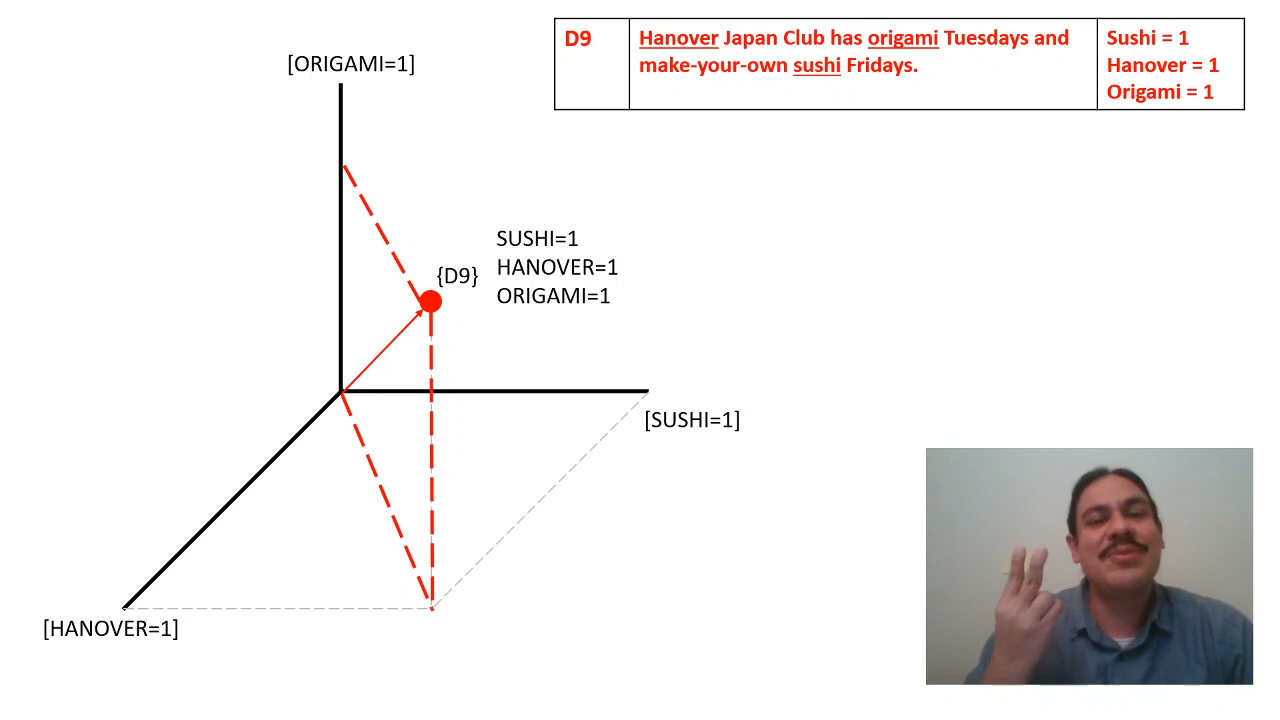 D9
Hanover Japan Club has origami Tuesdays and
make-your-own sushi Fridays.
Sushi = 1
Hanover = 1
Origami = 1
[ORIGAMI=1]
{D9}
SUSHI=1
HANOVER=1
ORIGAMI=1
[SUSHI=1]
[HANOVER=1]